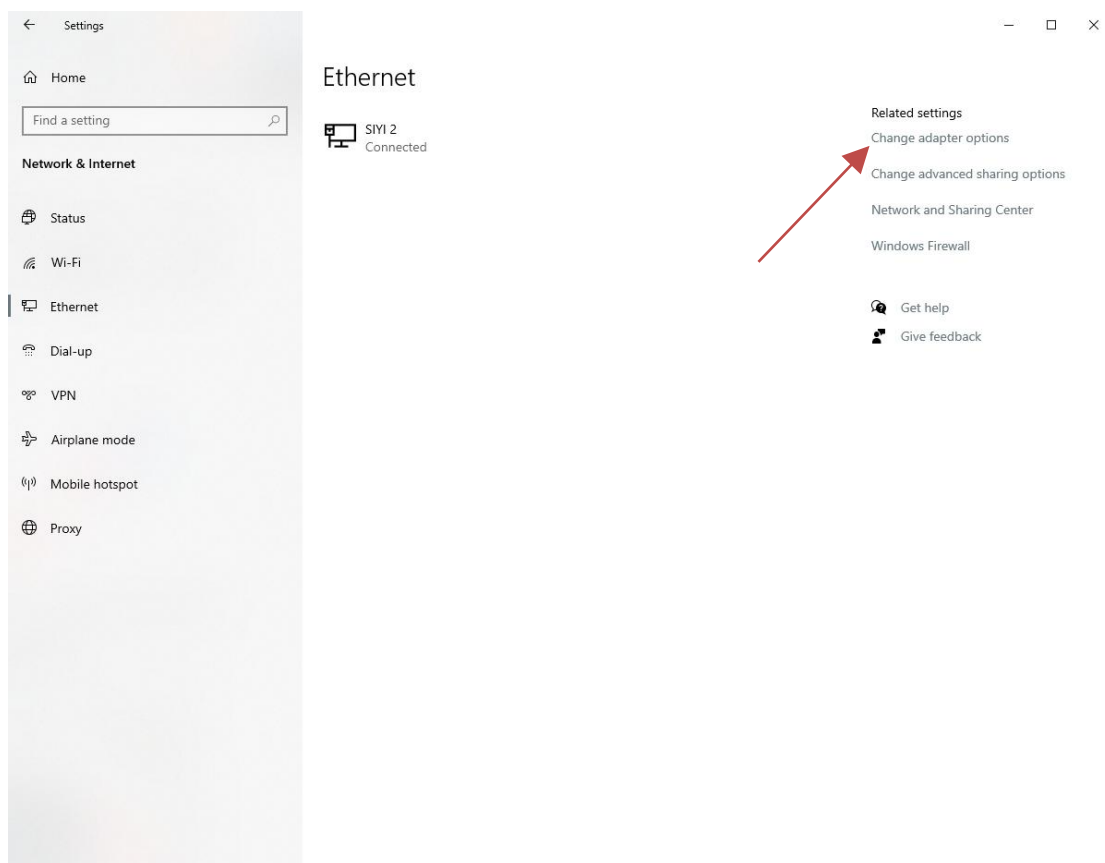 Settings
Home
Find a setting
Network & Internet
Status
Wi-Fi
Ethernet
Dial-up
VPN
Airplane mode
Mobile hotspot
Proxy
Ethernet
SIYI 2
Connected
Related settings
Change adapter options
Change advanced sharing options
Network and Sharing Center
Windows Firewall
Get help
Give feedback